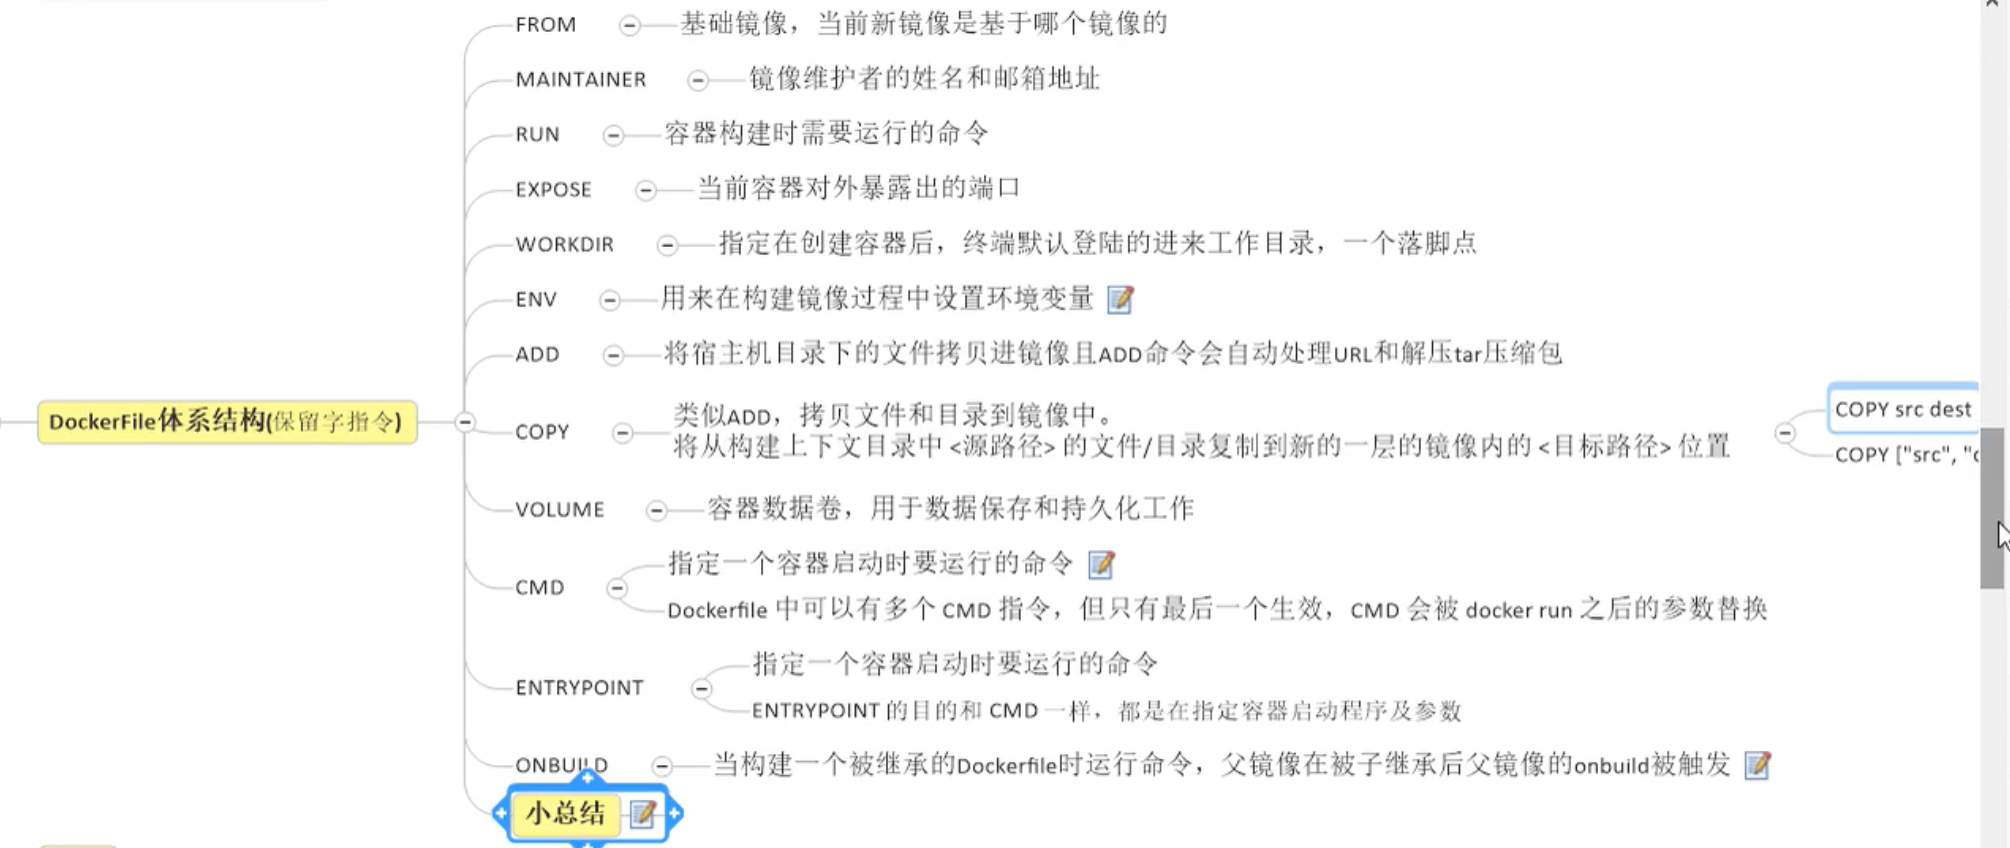 DockerFile体系结构(保留字指令)
FROM
基础镜像，当前新镜像是基于哪个镜像的
MAINTAINER
镜像维护者的姓名和邮箱地址
RUN
容器构建时需要运行的命令
EXPOSE
当前容器对外暴露出的端口
WORKDIR
指定在创建容器后，终端默认登陆的进来工作目录，一个落脚点
ENV
用来在构建镜像过程中设置环境变量
ADD
将宿主机目录下的文件拷贝进镜像且ADD命令会自动处理URL和解压tar压缩包
COPY
类似ADD，拷贝文件和目录到镜像中。
将从构建上下文目录中 <源路径> 的文件/目录复制到新的一层的镜像内的 <目标路径> 位置
COPY src dest
COPY ["src", "
VOLUME
容器数据卷，用于数据保存和持久化工作
CMD
指定一个容器启动时要运行的命令
Dockerfile 中可以有多个 CMD 指令，但只有最后一个生效，CMD 会被 docker run 之后的参数替换
ENTRYPOINT
指定一个容器启动时要运行的命令
ENTRYPOINT 的目的和 CMD 一样，都是在指定容器启动程序及参数
ONBUILD
当构建一个被继承的Dockerfile时运行命令，父镜像在被子继承后父镜像的onbuild被触发
小总结